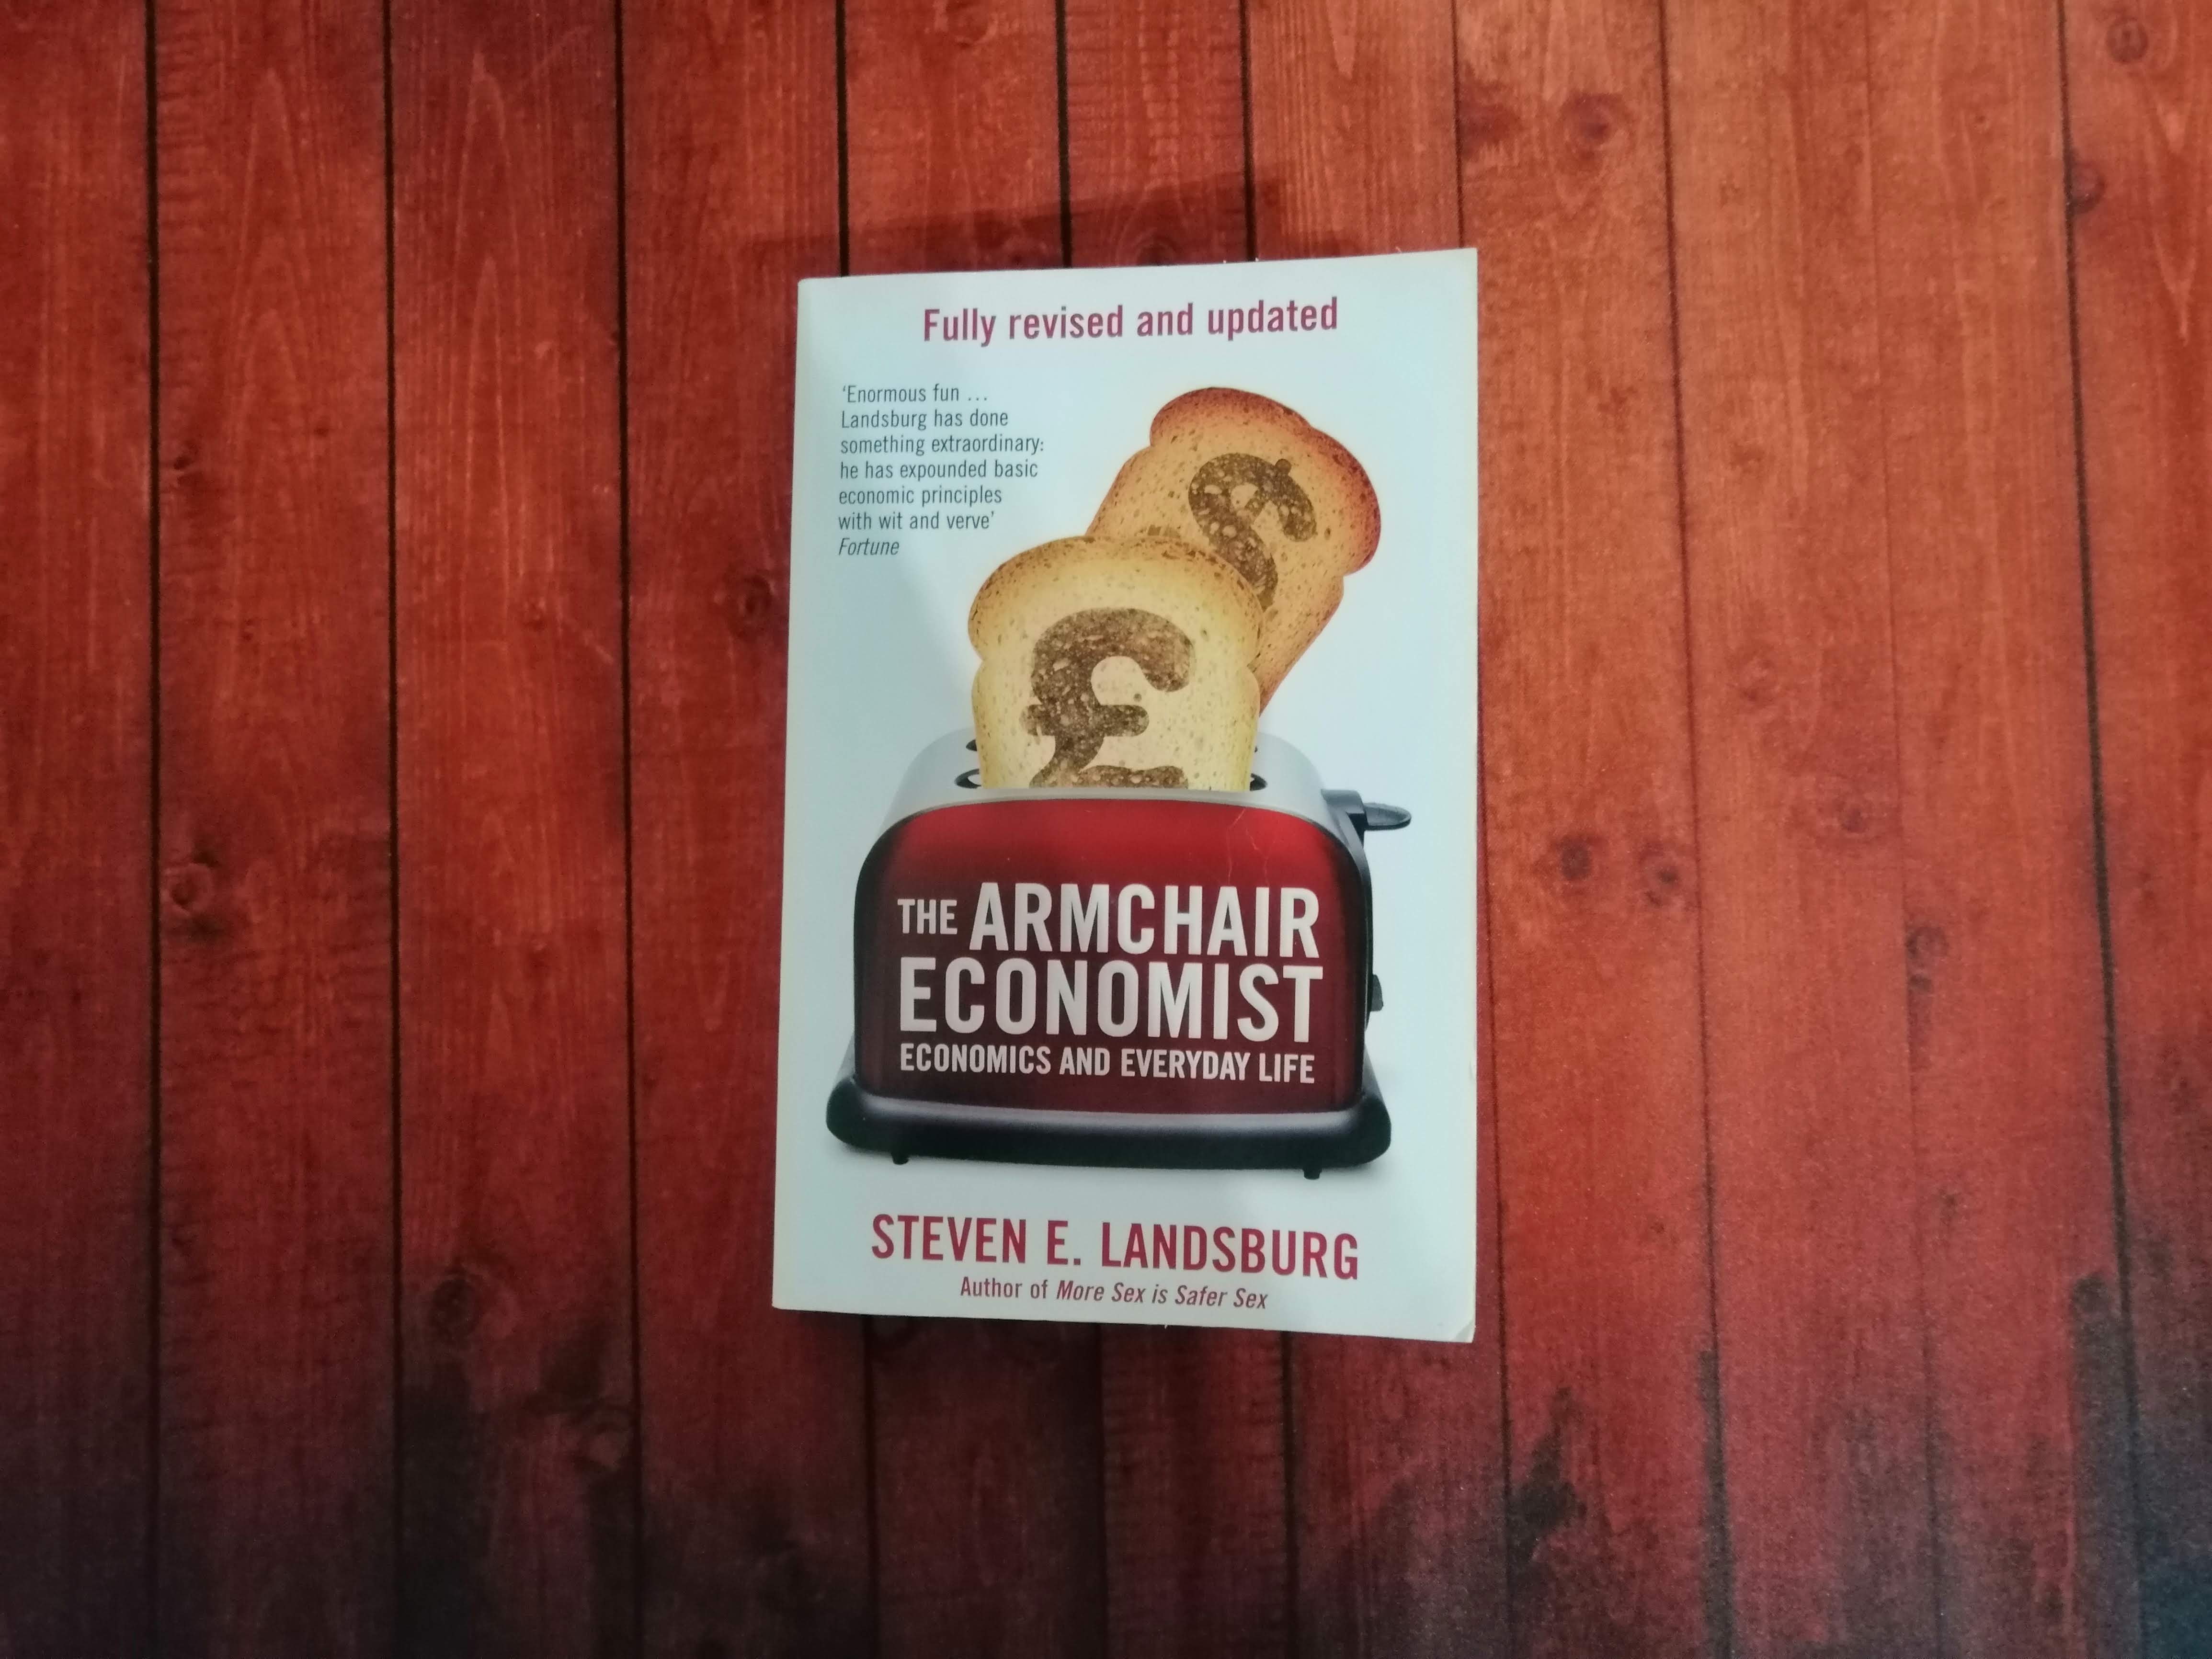 Fully revised and updated
‘Enormous fun ...
Landsburg has done
something extraordinary:
he has expounded basic
economic principles
with wit and verve’
Fortune
$
£
THE ARMCHAIR
ECONOMIST
ECONOMICS AND EVERYDAY LIFE
STEVEN E. LANDSBURG
Author of More Sex is Safer Sex